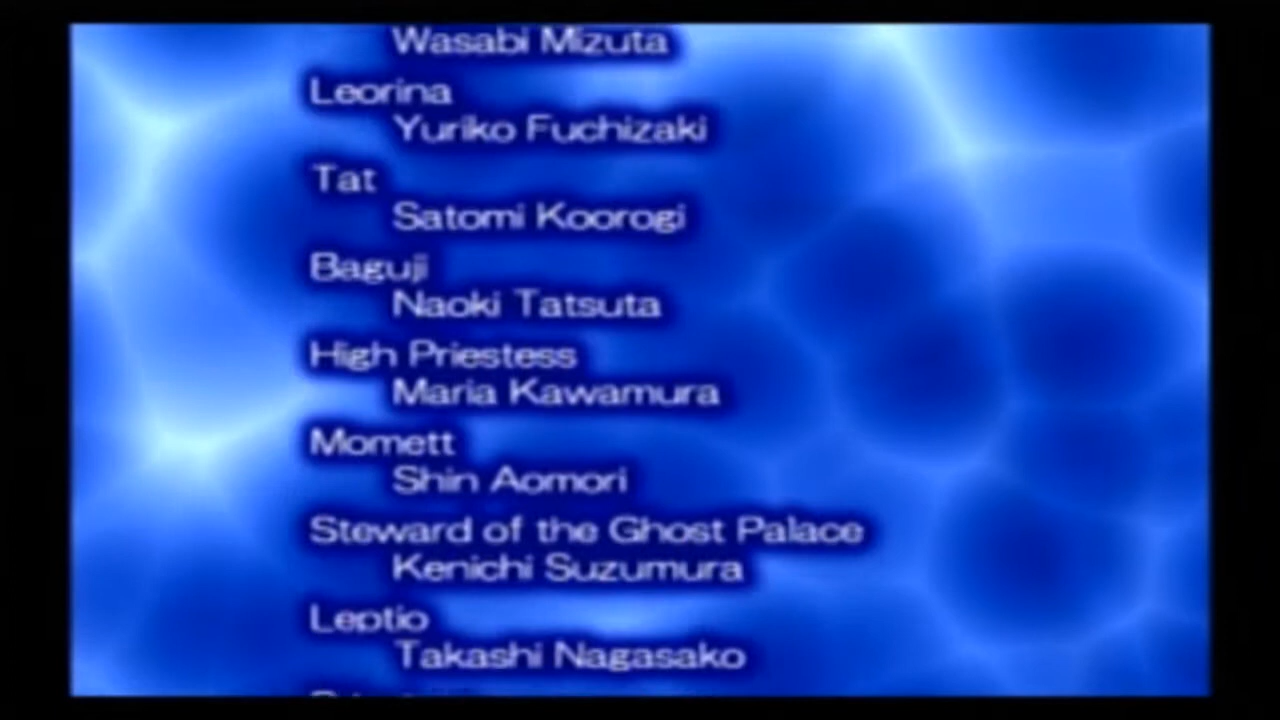 Wasabi Mizuta
Leorina
Yuriko Fuchizaki
Tat
Satomi Koorogi
Baguji
Naoki Tatsuta
High Priestess
Maria Kawamura
Momett
Shin Aomori
Steward of the Ghost Palace
Kenichi Suzumura
Leptio
Takashi Nagasako